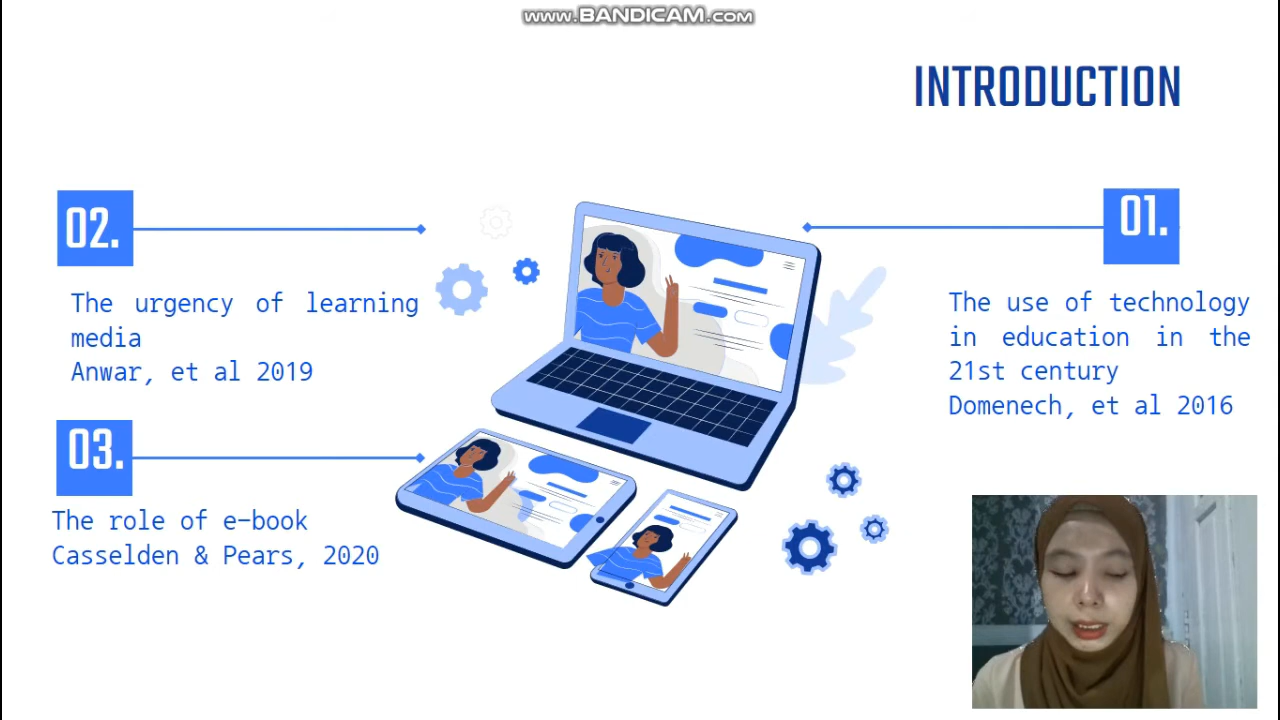 www.BANDICAM.com
INTRODUCTION
01.
The use of technology
in education in the
21st century
Domenech, et al 2016
02.
The urgency of learning
media
Anwar, et al 2019
03.
The role of e-book
Casselden & Pears, 2020